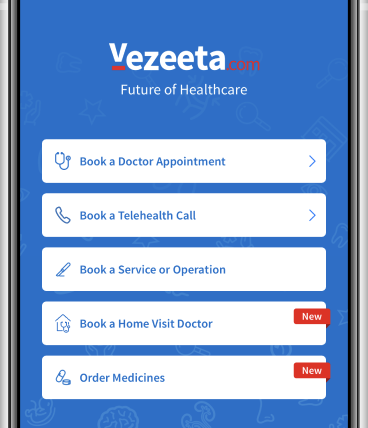 Vezeeta.com
Future of Healthcare
Book a Doctor Appointment
Book a Telehealth Call
Book a Service or Operation
New
Book a Home Visit Doctor
New
Order Medicines